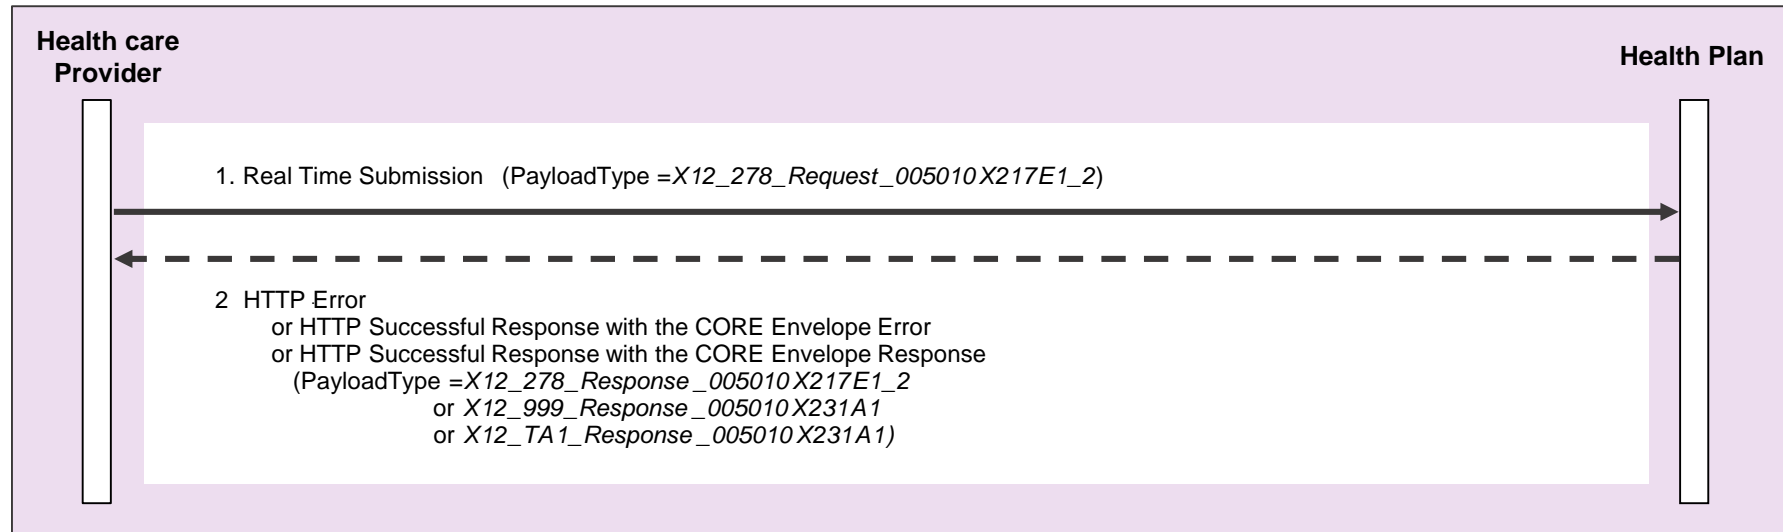 Health care
Provider
Health Plan
1. Real Time Submission (PayloadType =X12_278_Request_005010X217E1_2)
2 HTTP Error
or HTTP Successful Response with the CORE Envelope Error
or HTTP Successful Response with the CORE Envelope Response
(PayloadType =X12_278_Response_005010X217E1_2
or X12_999_Response_005010X231A1
or X12_TA1_Response_005010X231A1)